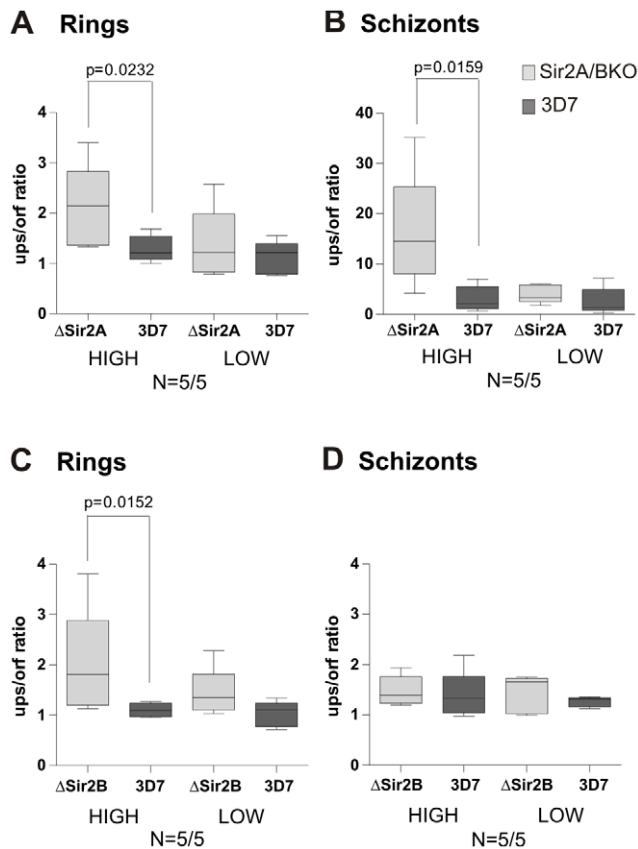 A Rings
p=0.0232
4
3
2
1
0
ups/orf ratio
ΔSir2A 3D7 ΔSir2A 3D7
HIGH LOW
N=5/5
B Schizonts
p=0.0159
Sir2A/BKO
3D7
40
30
20
10
0
ups/orf ratio
ΔSir2A 3D7 ΔSir2A 3D7
HIGH LOW
N=5/5
C Rings
p=0.0152
4
3
2
1
0
ups/orf ratio
ΔSir2B 3D7 ΔSir2B 3D7
HIGH LOW
N=5/5
D Schizonts
4
3
2
1
0
ups/orf ratio
ΔSir2B 3D7 ΔSir2B 3D7
HIGH LOW
N=5/5